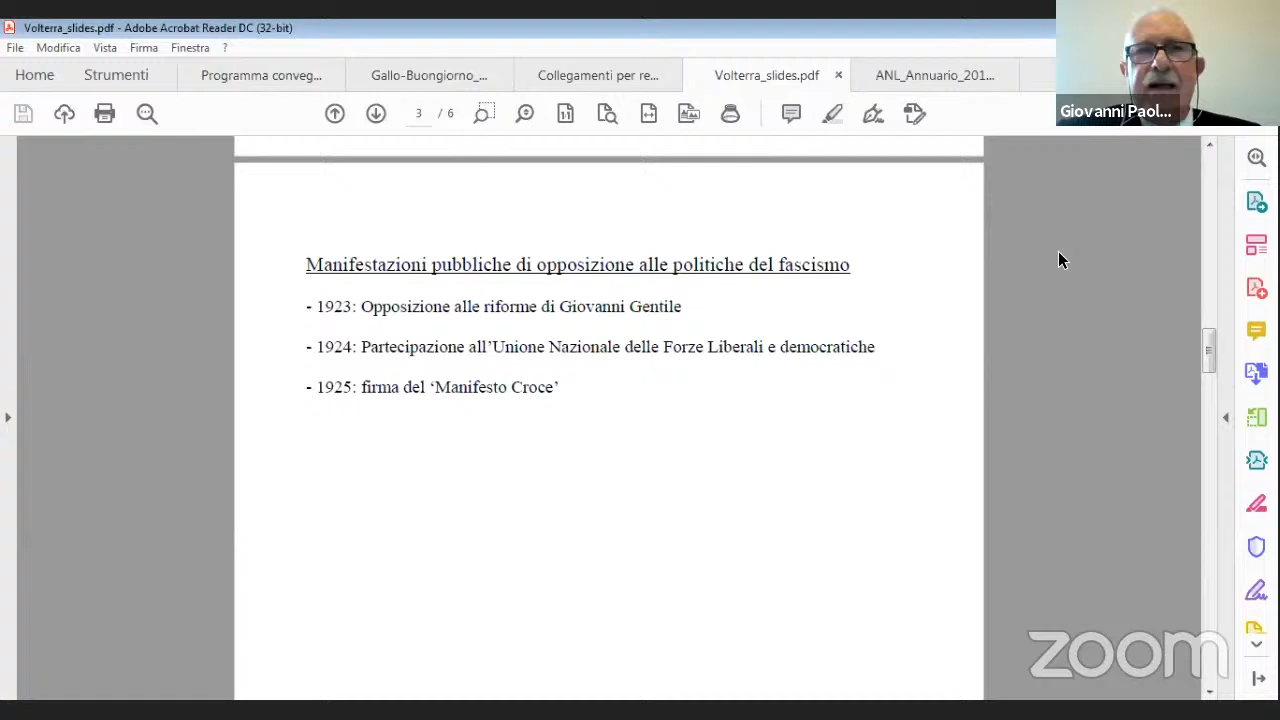 Volterra_slides.pdf - Adobe Acrobat Reader DC (32-bit)
File Modifica Vista Firma Finestra ?
Home Strumenti Programma conveg... Gallo-Buongiorno_... Collegamenti per re... Volterra_slides.pdf × ANL_Annuario_201...
3 / 6
Giovanni Paol...
Manifestazioni pubbliche di opposizione alle politiche del fascismo
- 1923: Opposizione alle riforme di Giovanni Gentile
- 1924: Partecipazione all’Unione Nazionale delle Forze Liberali e democratiche
- 1925: firma del ‘Manifesto Croce’
zoom